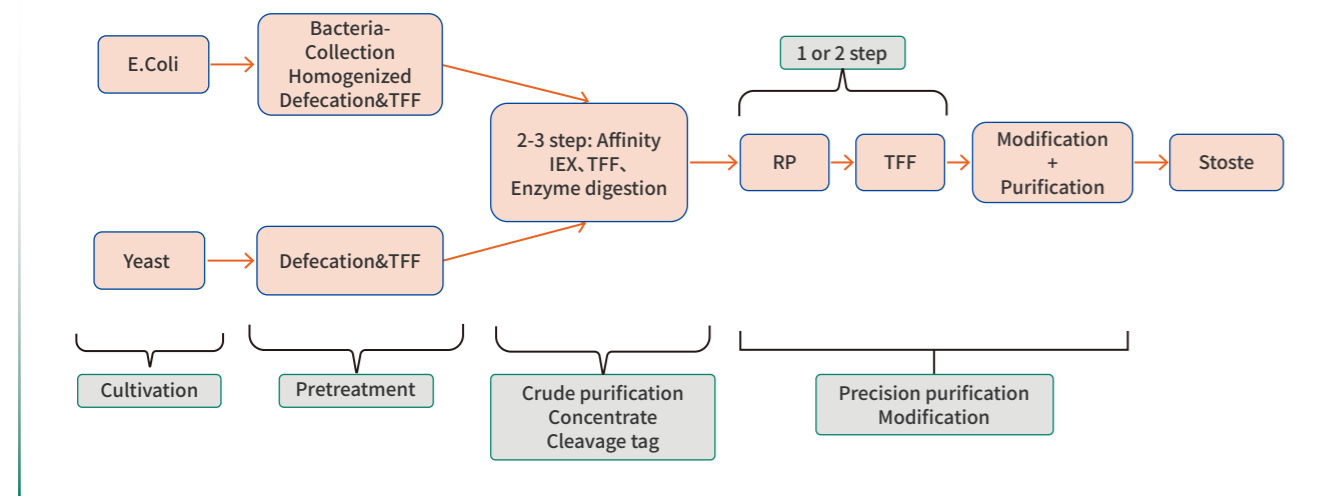 E.Coli
Bacteria-
Collection
Homogenized
Defecation&TFF
2-3 step: Affinity
IEX、TFF、
Enzyme digestion
1 or 2 step
RP
TFF
Modification
+
Purification
Stoste
Yeast
Defecation&TFF
Cultivation
Pretreatment
Crude purification
Concentrate
Cleavage tag
Precision purification
Modification